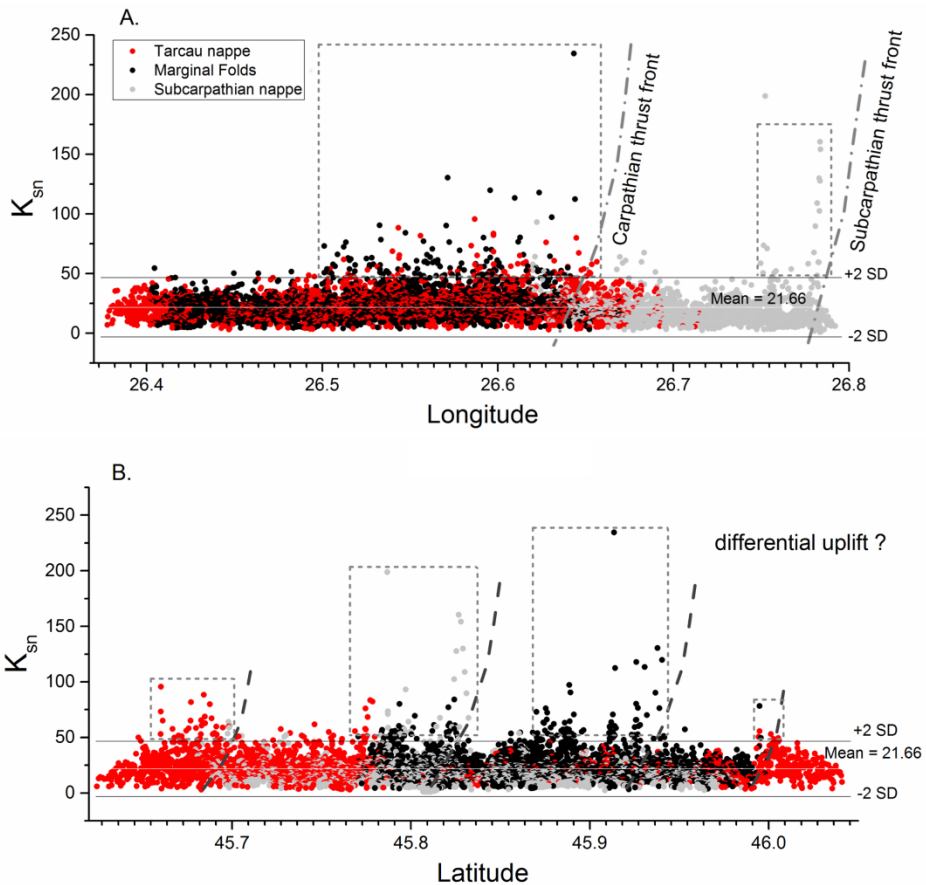 A.
250
Tarcau nappe
Marginal Folds
Subcarpathian nappe
200
150
100
50
0
Ksn
Carpathian thrust front
Subcarpathian thrust front
+2 SD
Mean = 21.66
-2 SD
26.4 26.5 26.6 26.7 26.8
Longitude
B.
250
200
150
100
50
0
Ksn
differential uplift ?
+2 SD
Mean = 21.66
-2 SD
45.7 45.8 45.9 46.0
Latitude